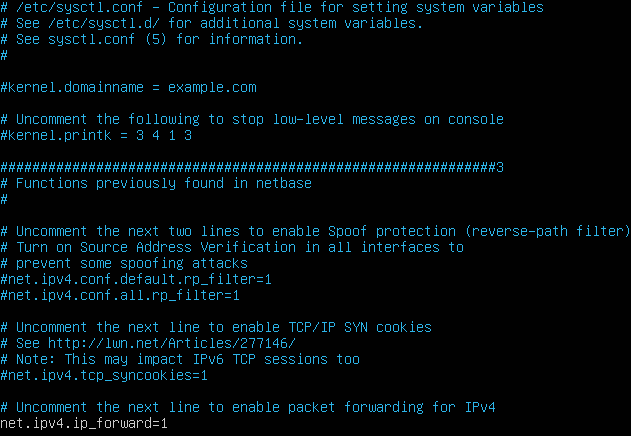 # /etc/sysctl.conf - Configuration file for setting system variables
# See /etc/sysctl.d/ for additional system variables.
# See sysctl.conf (5) for information.
#
#kernel.domainname = example.com
# Uncomment the following to stop low-level messages on console
#kernel.printk = 3 4 1 3
##############################################################3
# Functions previously found in netbase
#
# Uncomment the next two lines to enable Spoof protection (reverse-path filter)
# Turn on Source Address Verification in all interfaces to
# prevent some spoofing attacks
#net.ipv4.conf.default.rp_filter=1
#net.ipv4.conf.all.rp_filter=1
# Uncomment the next line to enable TCP/IP SYN cookies
# See http://lwn.net/Articles/277146/
# Note: This may impact IPv6 TCP sessions too
#net.ipv4.tcp_syncookies=1
# Uncomment the next line to enable packet forwarding for IPv4
net.ipv4.ip_forward=1